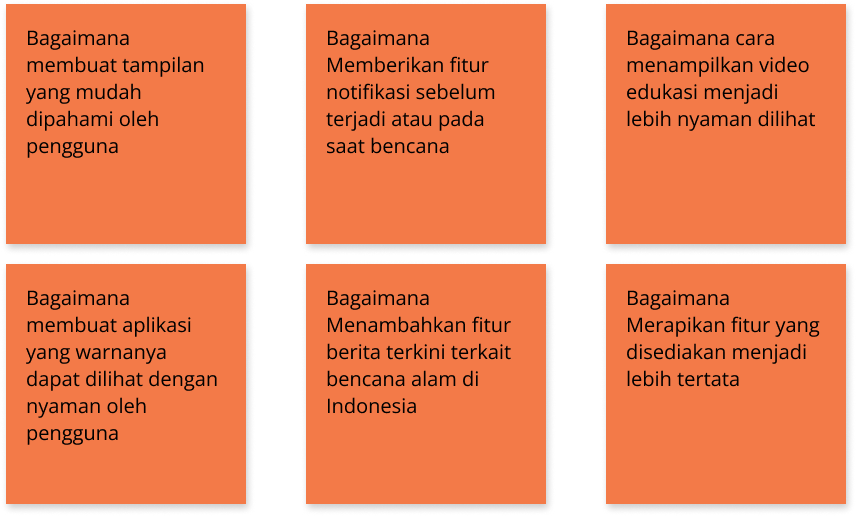 Bagaimana
membuat tampilan
yang mudah
dipahami oleh
pengguna
Bagaimana
Memberikan fitur
notifikasi sebelum
terjadi atau pada
saat bencana
Bagaimana cara
menampilkan video
edukasi menjadi
lebih nyaman dilihat
Bagaimana
membuat aplikasi
yang warnanya
dapat dilihat dengan
nyaman oleh
pengguna
Bagaimana
Menambahkan fitur
berita terkini terkait
bencana alam di
Indonesia
Bagaimana
Merapikan fitur yang
disediakan menjadi
lebih tertata